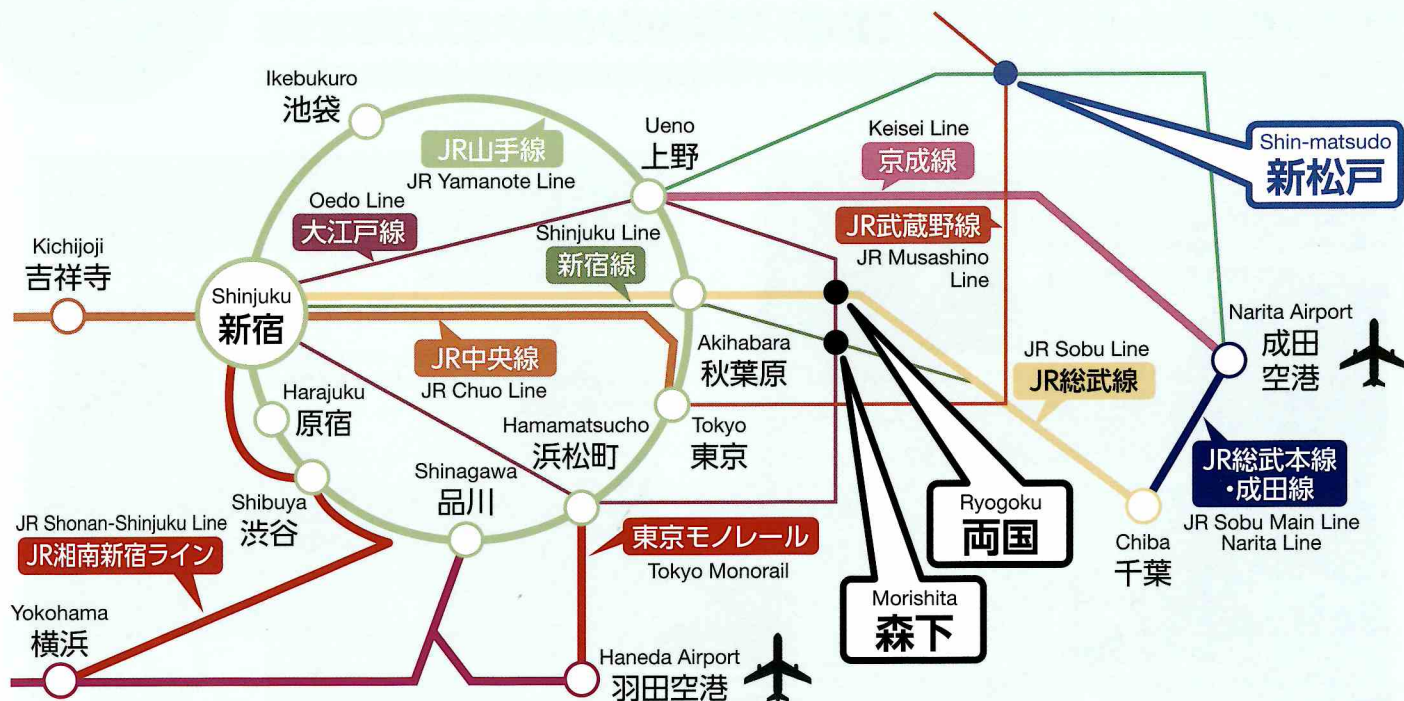 Ikebukuro
池袋
JR山手線
JR Yamanote Line
Ueno
上野
Keisei Line
京成線
Shin-matsudo
新松戸
Oedo Line
大江戸線
Shinjuku Line
新宿線
JR武蔵野線
JR Musashino
Line
Kichijoji
吉祥寺
Shinjuku
新宿
JR中央線
JR Chuo Line
Akihabara
秋葉原
JR Sobu Line
JR総武線
Narita Airport
成田
空港
Harajuku
原宿
Hamamatsucho
浜松町
Tokyo
東京
Shinagawa
品川
Shibuya
渋谷
JR Shonan-Shinjuku Line
JR湘南新宿ライン
東京モノレール
Tokyo Monorail
Ryogoku
両国
Morishita
森下
JR総武本線
・成田線
JR Sobu Main Line
Narita Line
Chiba
千葉
Yokohama
横浜
Haneda Airport
羽田空港